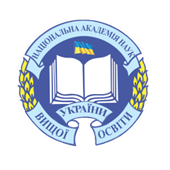 НАЦІОНАЛЬНА АКАДЕМІЯ НАУК
ВИЩОЇ ОСВІТИ
УКРАЇНИ